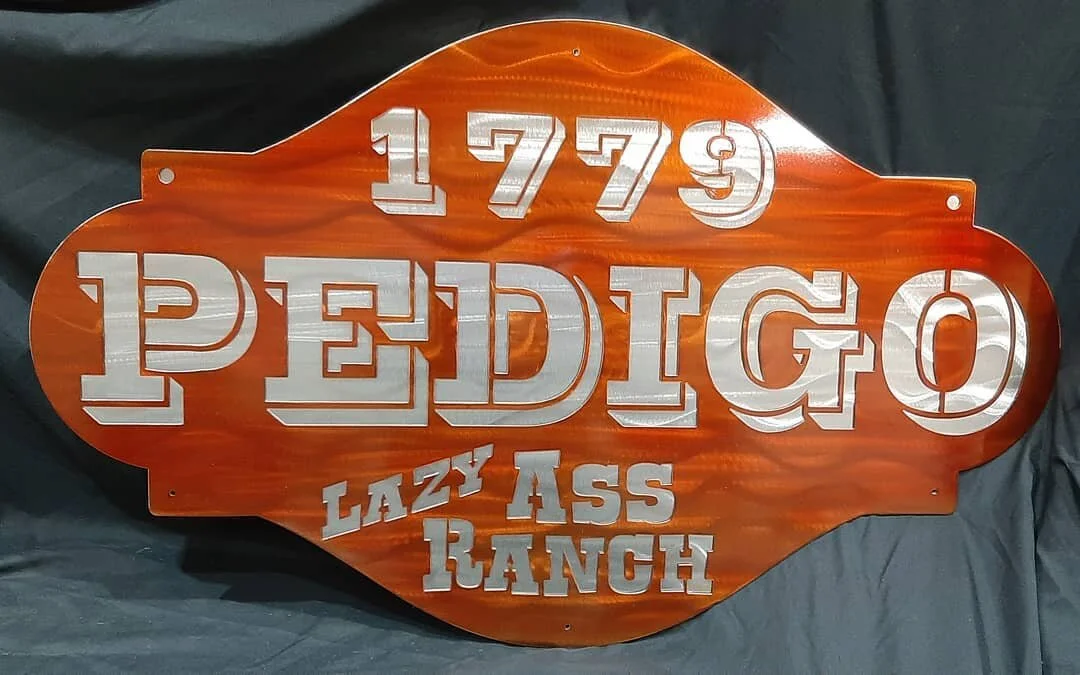 1779
PEDIGO
LAZY ASS
RANCH